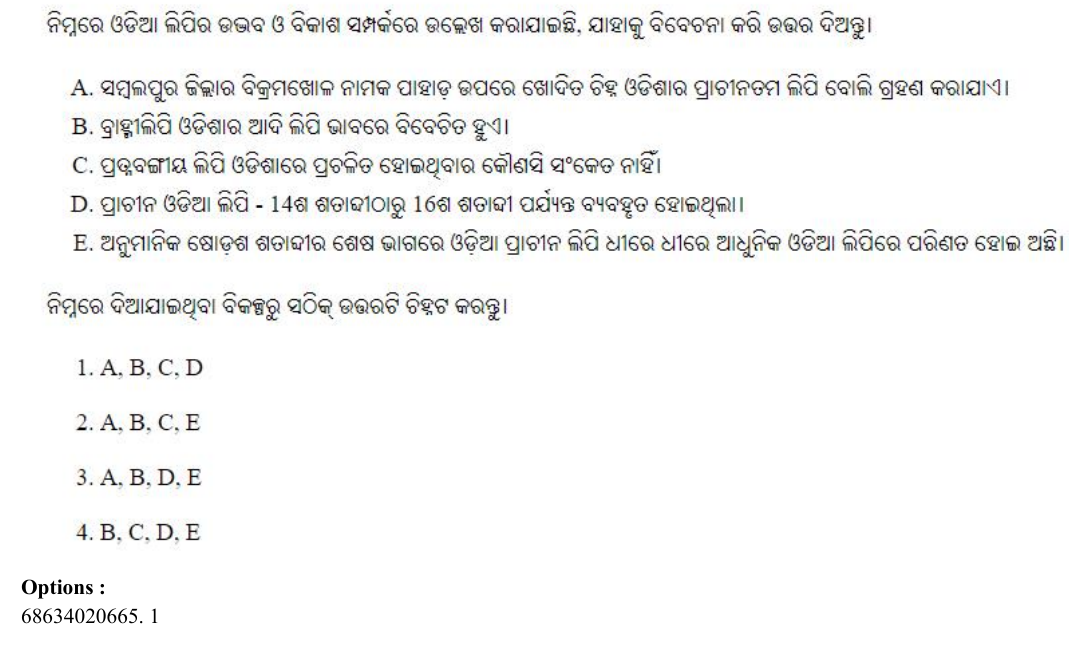 ନିମ୍ନରେ ଓଡିଆ ଲିପିର ଉଦ୍ଭବ ଓ ବିକାଶ ସମ୍ପର୍କରେ ଉଲ୍ଲେଖ କରାଯାଇଛି, ଯାହାକୁ ବିବେଚନା କରି ଉତ୍ତର ଦିଅନ୍ତୁ।
A. ସମ୍ବଲପୁର ଜିଲ୍ଲାର ବିକ୍ରମଖୋଳ ନାମକ ପାହାଡ଼ ଉପରେ ଖୋଦିତ ଚିହ୍ନ ଓଡିଶାର ପ୍ରାଚୀନତମ ଲିପି ବୋଲି ଗ୍ରହଣ କରାଯାଏ।
B. ବ୍ରାହ୍ମୀଲିପି ଓଡିଶାର ଆଦି ଲିପି ଭାବରେ ବିବେଚିତ ହୁଏ।
C. ପ୍ରତ୍ନବଙ୍ଗୀୟ ଲିପି ଓଡିଶାରେ ପ୍ରଚଳିତ ହୋଇଥିବାର କୌଣସି ସଂକେତ ନାହିଁ।
D. ପ୍ରାଚୀନ ଓଡିଆ ଲିପି - 14ଶ ଶତାବ୍ଦୀଠାରୁ 16ଶ ଶତାବ୍ଦୀ ପର୍ଯ୍ୟନ୍ତ ବ୍ୟବହୃତ ହୋଇଥିଲା।
E. ଅନୁମାନିକ ଷୋଡ଼ଶ ଶତାବ୍ଦୀର ଶେଷ ଭାଗରେ ଓଡ଼ିଆ ପ୍ରାଚୀନ ଲିପି ଧୀରେ ଧୀରେ ଆଧୁନିକ ଓଡିଆ ଲିପିରେ ପରିଣତ ହୋଇ ଅଛି।
ନିମ୍ନରେ ଦିଆଯାଇଥିବା ବିକଳ୍ପରୁ ସଠିକ୍ ଉତ୍ତରଟି ଚିହ୍ନଟ କରନ୍ତୁ।
1. A, B, C, D
2. A, B, C, E
3. A, B, D, E
4. B, C, D, E
Options :
68634020665. 1